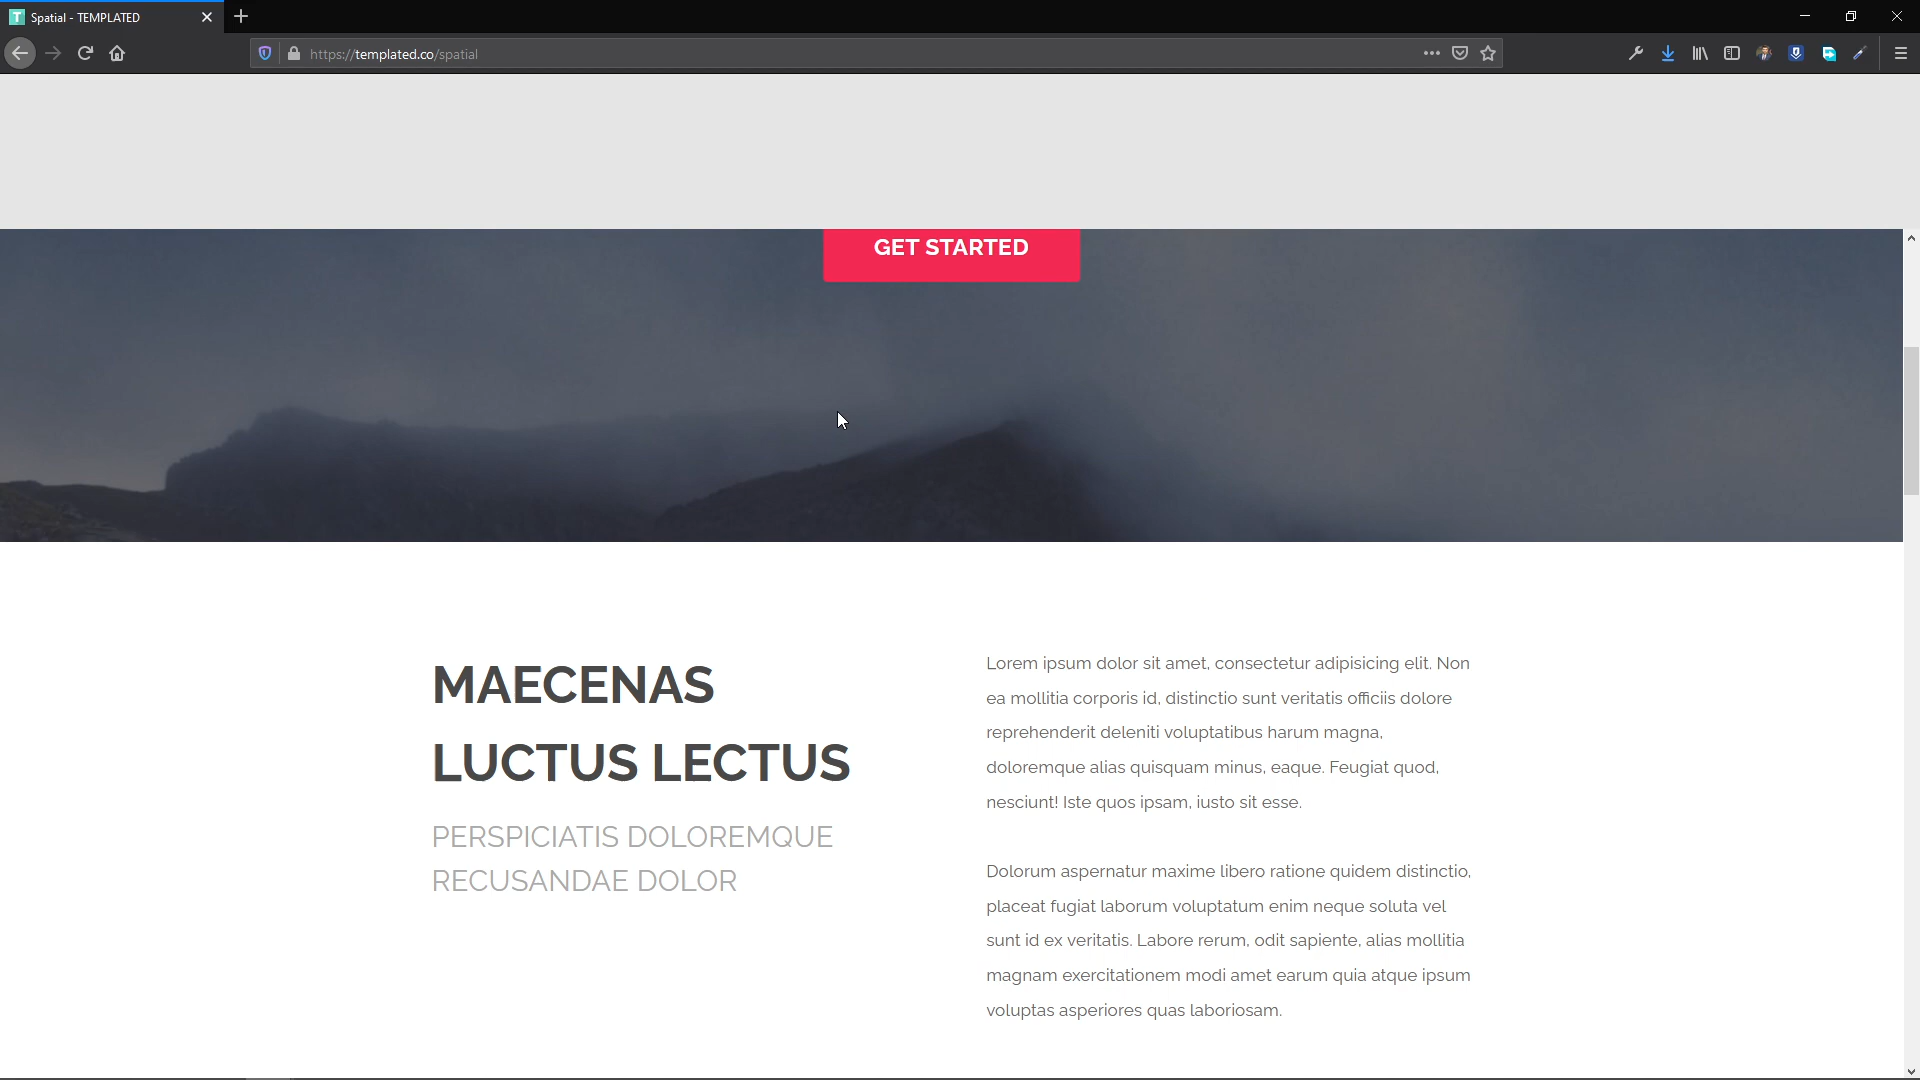 Spatial - TEMPLATED
https://templated.co/spatial
GET STARTED
MAECENAS
LUCTUS LECTUS
PERSPICIATIS DOLOREMQUE
RECUSANDAE DOLOR
Lorem ipsum dolor sit amet, consectetur adipisicing elit. Non
ea mollitia corporis id, distinctio sunt veritatis officiis dolore
reprehenderit deleniti voluptatibus harum magna,
doloremque alias quisquam minus, eaque. Feugiat quod,
nesciunt! Iste quos ipsam, iusto sit esse.
Dolorum aspernatur maxime libero ratione quidem distinctio,
placeat fugiat laborum voluptatum enim neque soluta vel
sunt id ex veritatis. Labore rerum, odit sapiente, alias mollitia
magnam exercitationem modi amet earum quia atque ipsum
voluptas asperiores quas laboriosam.